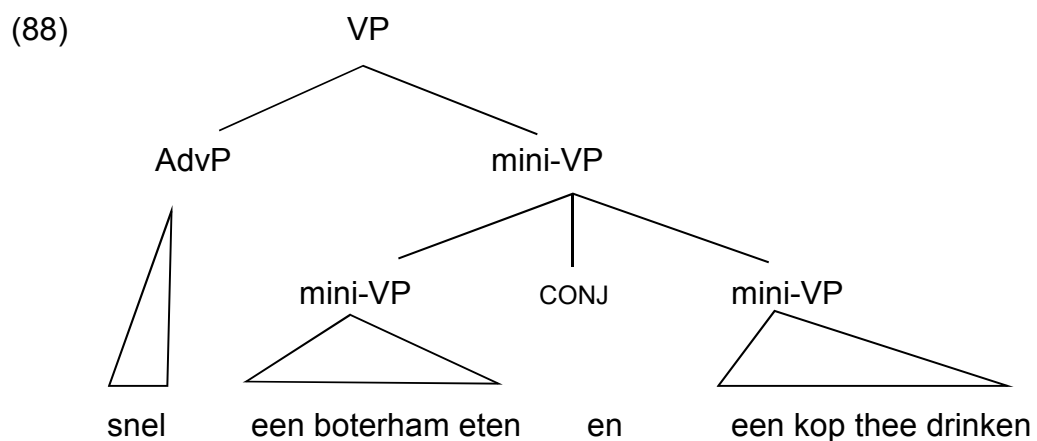 (88) VP
AdvP mini-VP
mini-VP CONJ mini-VP
snel een boterham eten en een kop thee drinken